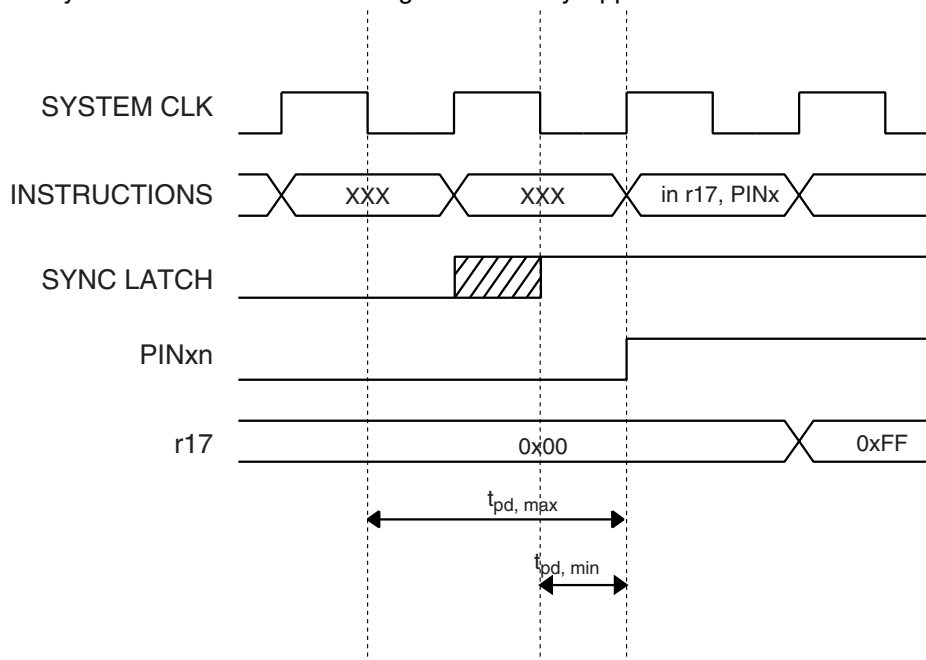 SYSTEM CLK
INSTRUCTIONS XXX XXX in r17, PINx
SYNC LATCH
PINxn
r17 0x00 0xFF
tpd, max
tpd, min